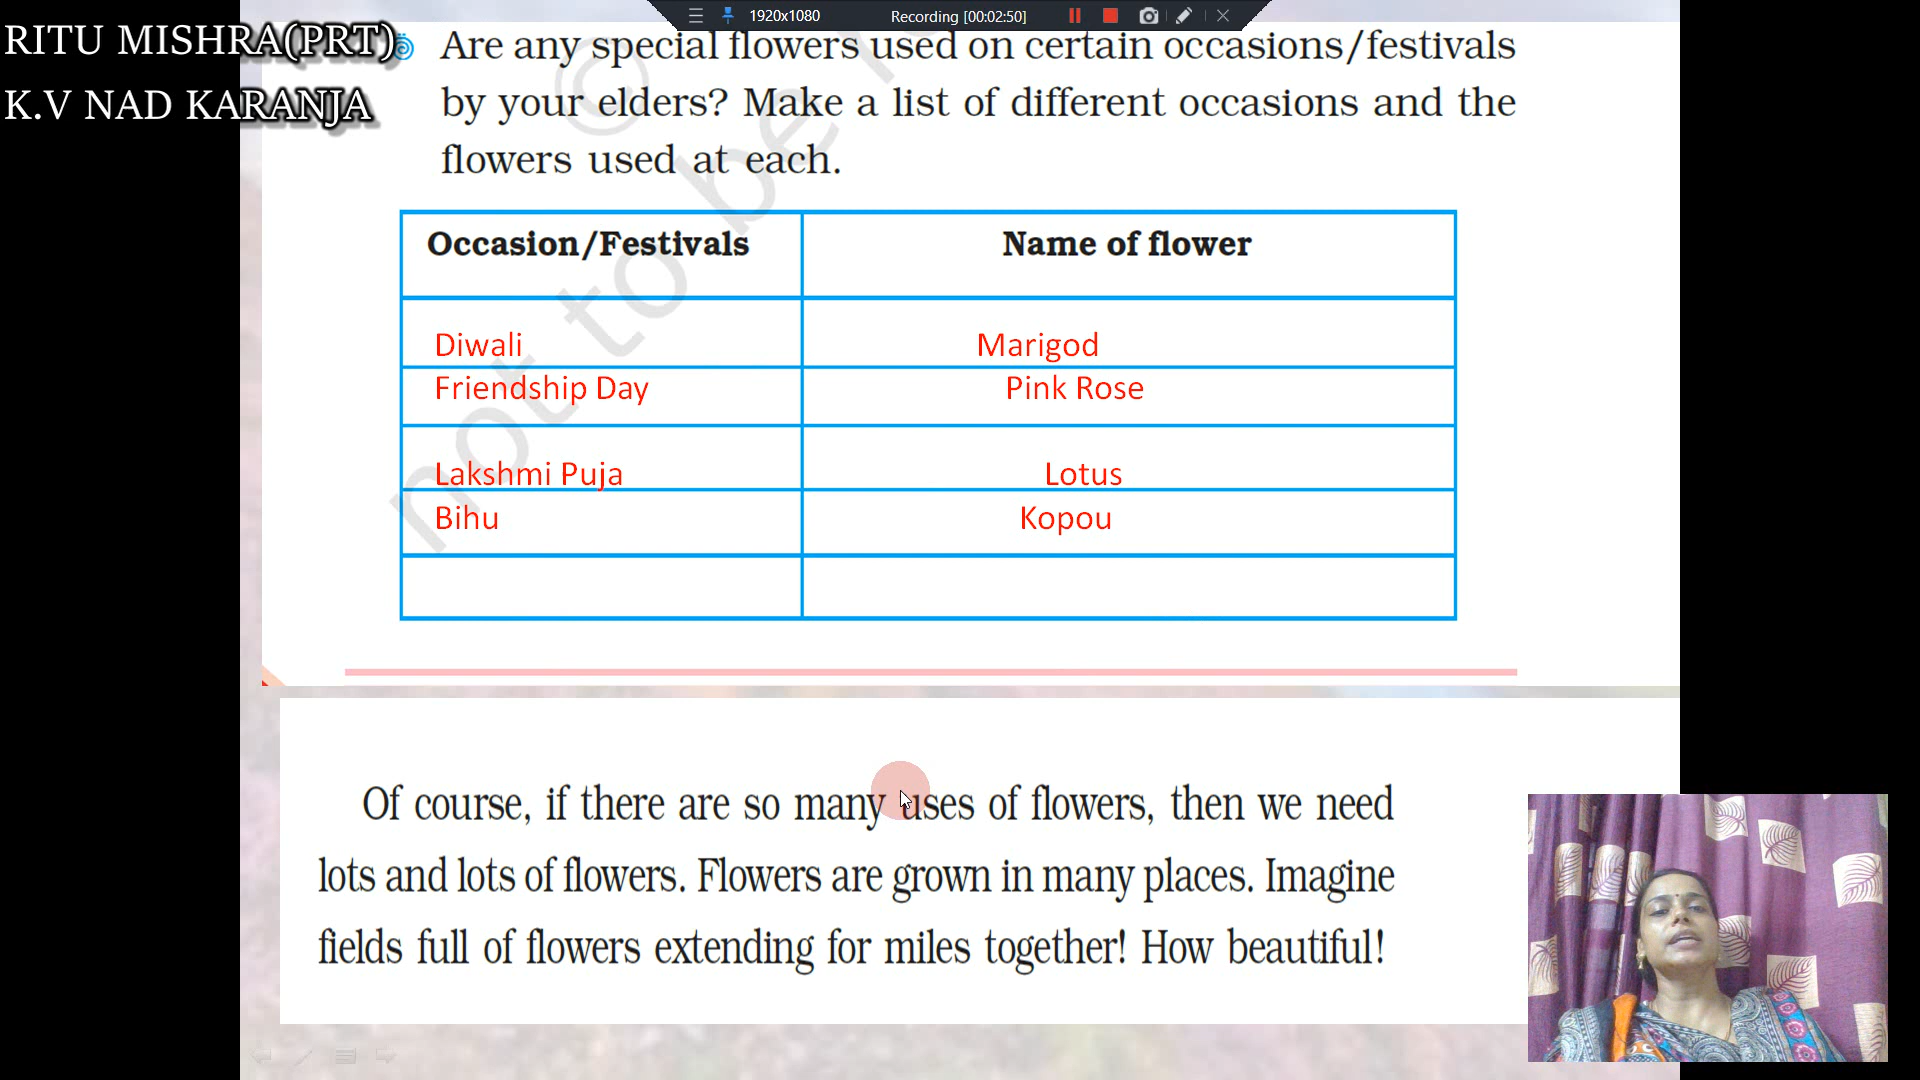 1920x1080 Recording [00:02:50]
RITU MISHRA(PRT)
K.V NAD KARANJA
Are any special flowers used on certain occasions/festivals
by your elders? Make a list of different occasions and the
flowers used at each.
Occasion/Festivals Name of flower
Diwali Marigod
Friendship Day Pink Rose
Lakshmi Puja Lotus
Bihu Kopou
Of course, if there are so many uses of flowers, then we need
lots and lots of flowers. Flowers are grown in many places. Imagine
fields full of flowers extending for miles together! How beautiful!
© not to be r